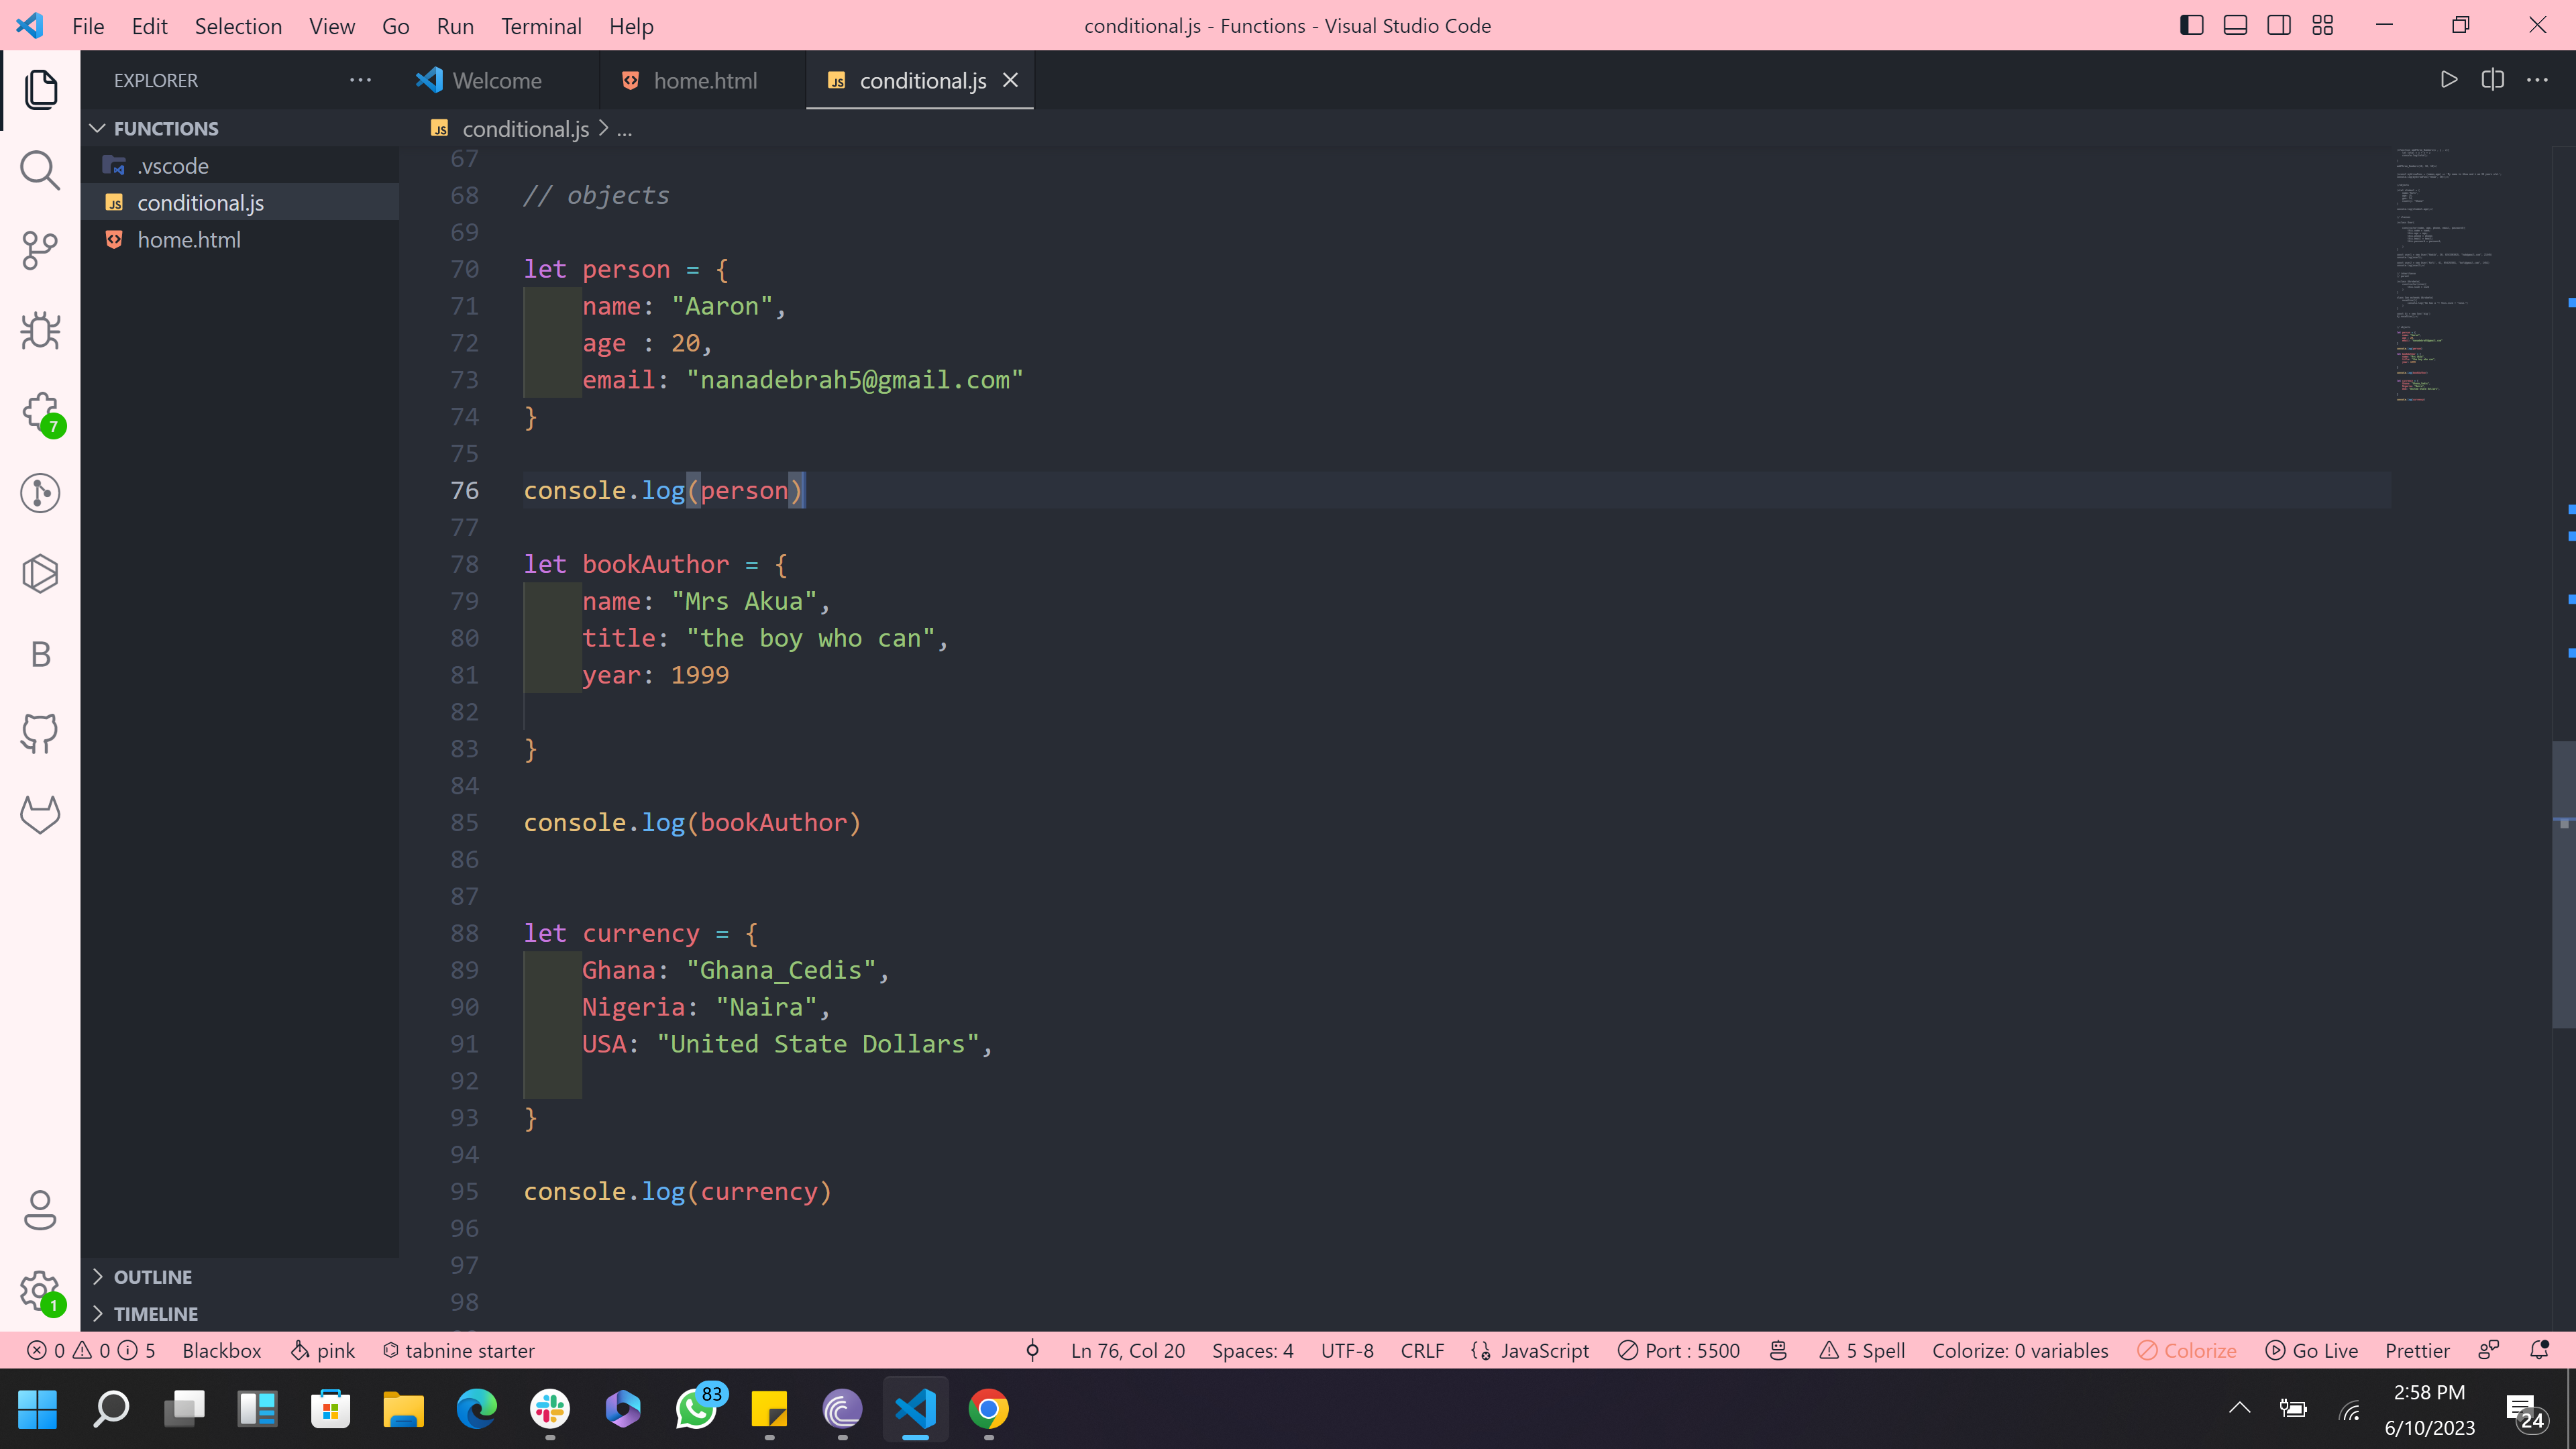 File Edit Selection View Go Run Terminal Help
conditional.js - Functions - Visual Studio Code
EXPLORER
Welcome
home.html
conditional.js
FUNCTIONS
.vscode
conditional.js
home.html
conditional.js > ...
67
68 // objects
69
70 let person = {
71 name: "Aaron",
72 age : 20,
73 email: "nanadebrah5@gmail.com"
74 }
75
76 console.log(person)
77
78 let bookAuthor = {
79 name: "Mrs Akua",
80 title: "the boy who can",
81 year: 1999
82
83 }
84
85 console.log(bookAuthor)
86
87
88 let currency = {
89 Ghana: "Ghana_Cedis",
90 Nigeria: "Naira",
91 USA: "United State Dollars",
92
93 }
94
95 console.log(currency)
96
97
98
7
B
1
OUTLINE
TIMELINE
0 0 5 Blackbox pink tabnine starter Ln 76, Col 20 Spaces: 4 UTF-8 CRLF JavaScript Port : 5500 5 Spell Colorize: 0 variables Colorize Go Live Prettier
83
2:58 PM
6/10/2023
24